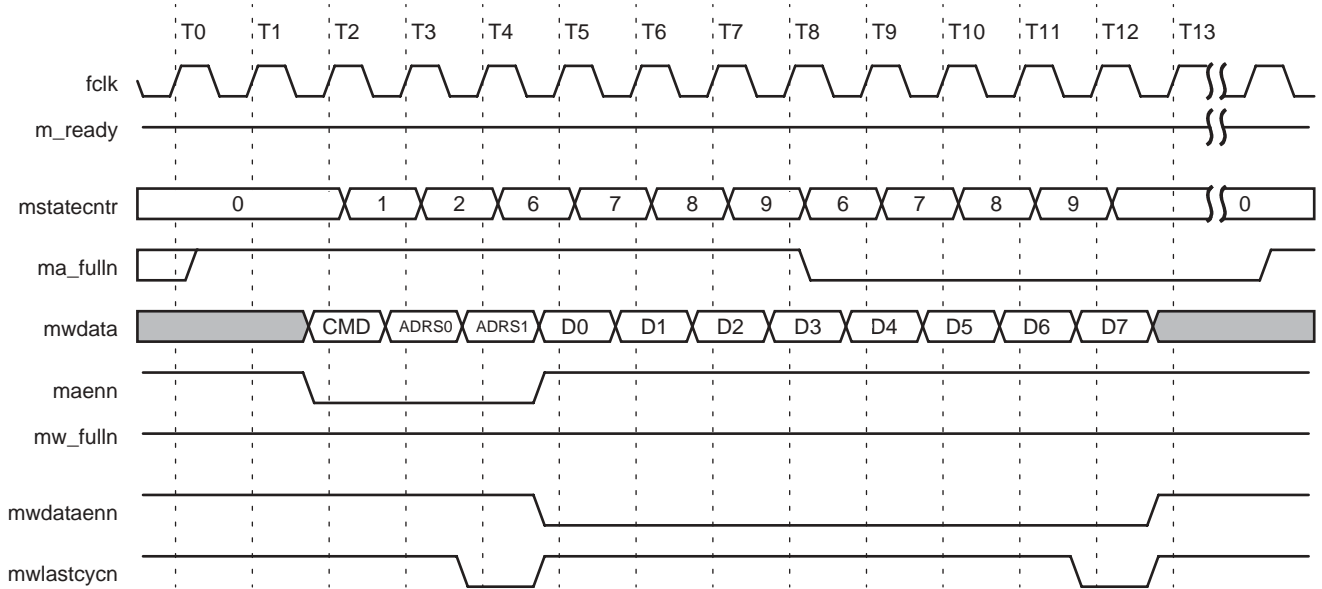 T0 T1 T2 T3 T4 T5 T6 T7 T8 T9 T10 T11 T12 T13
fclk
m_ready
mstatecntr 0 1 2 6 7 8 9 6 7 8 9 0
ma_fulln
mwdata CMD ADRS0 ADRS1 D0 D1 D2 D3 D4 D5 D6 D7
maenn
mw_fulln
mwdataenn
mwlastcycn